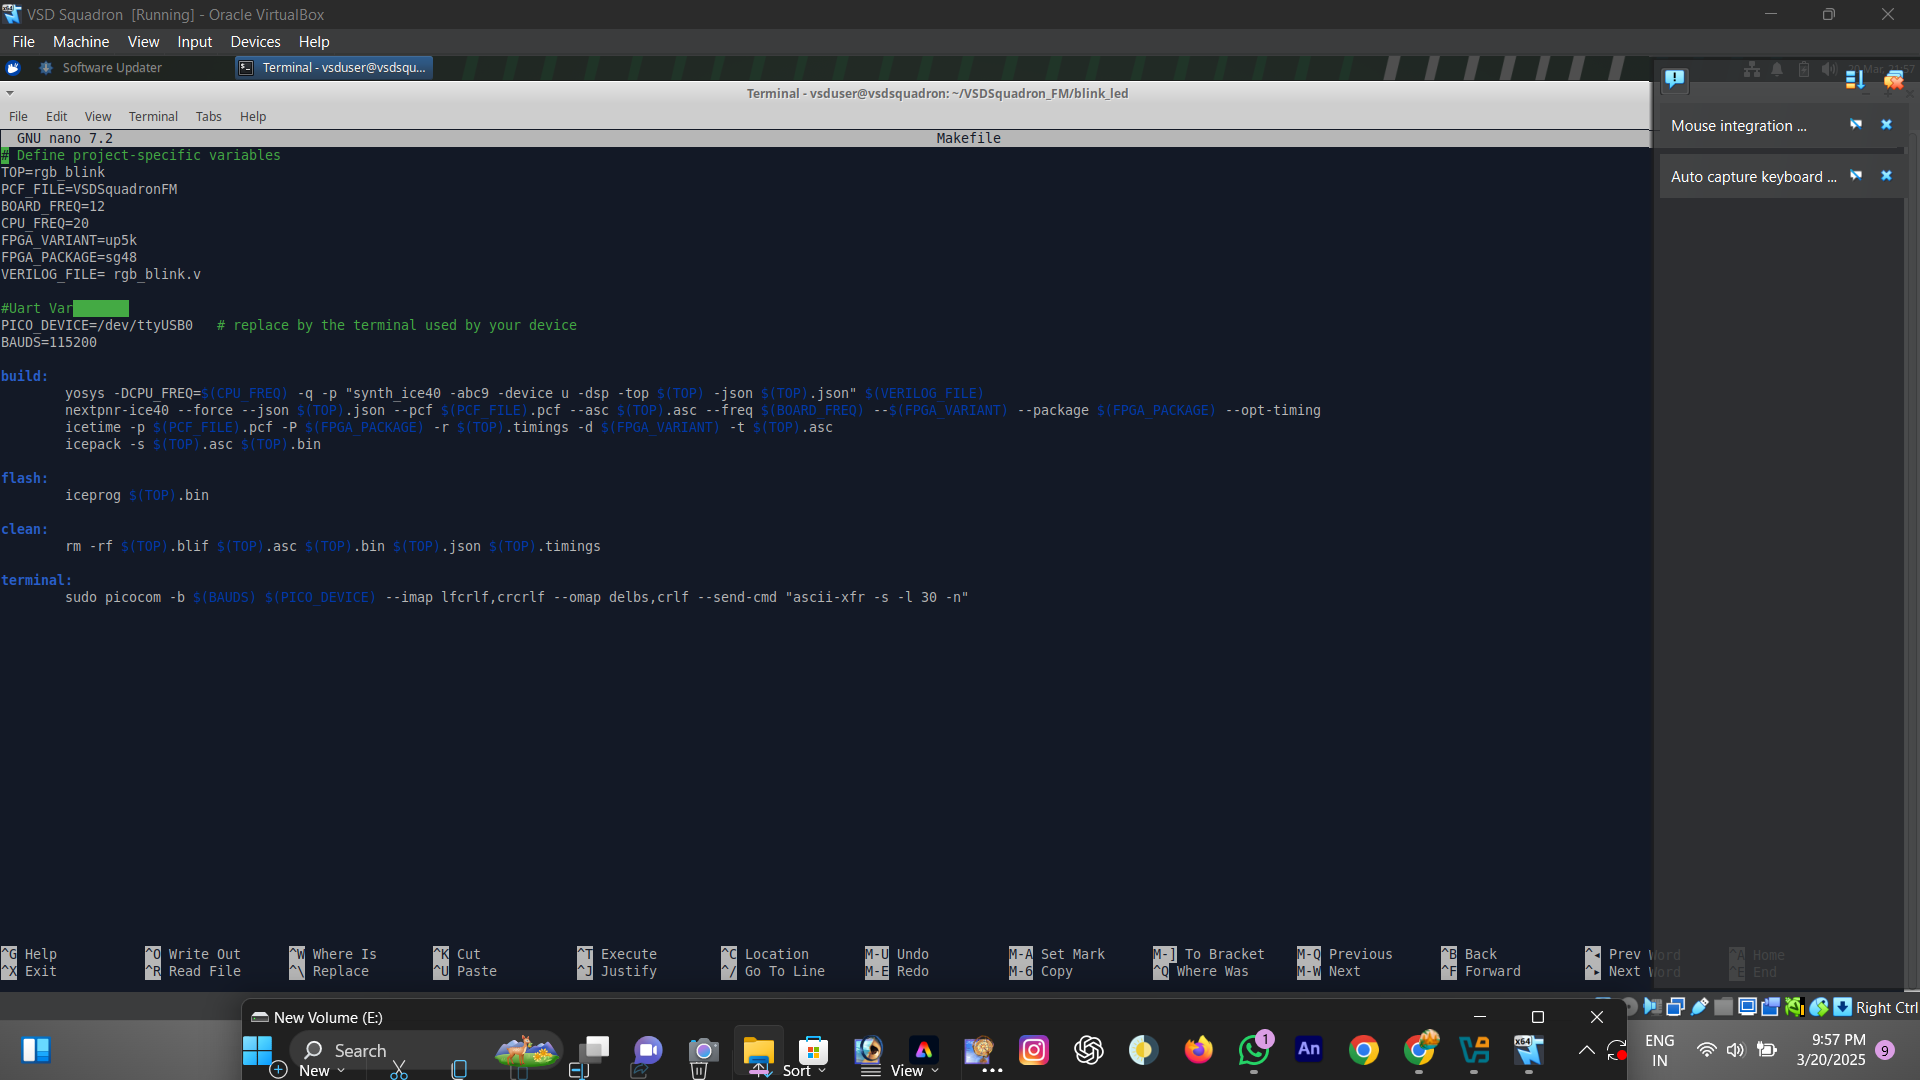 VSD Squadron [Running] - Oracle VirtualBox
File Machine View Input Devices Help
Software Updater
Terminal - vsduser@vsdsqu...
Terminal - vsduser@vsdsquadron: ~/VSDSquadron_FM/blink_led
File Edit View Terminal Tabs Help
GNU nano 7.2 Makefile
# Define project-specific variables
TOP=rgb_blink
PCF_FILE=VSDSquadronFM
BOARD_FREQ=12
CPU_FREQ=20
FPGA_VARIANT=up5k
FPGA_PACKAGE=sg48
VERILOG_FILE= rgb_blink.v
#Uart Var
PICO_DEVICE=/dev/ttyUSB0 # replace by the terminal used by your device
BAUDS=115200
build:
yosys -DCPU_FREQ=$(CPU_FREQ) -q -p "synth_ice40 -abc9 -device u -dsp -top $(TOP) -json $(TOP).json" $(VERILOG_FILE)
nextpnr-ice40 --force --json $(TOP).json --pcf $(PCF_FILE).pcf --asc $(TOP).asc --freq $(BOARD_FREQ) --$(FPGA_VARIANT) --package $(FPGA_PACKAGE) --opt-timing
icetime -p $(PCF_FILE).pcf -P $(FPGA_PACKAGE) -r $(TOP).timings -d $(FPGA_VARIANT) -t $(TOP).asc
icepack -s $(TOP).asc $(TOP).bin
flash:
iceprog $(TOP).bin
clean:
rm -rf $(TOP).blif $(TOP).asc $(TOP).bin $(TOP).json $(TOP).timings
terminal:
sudo picocom -b $(BAUDS) $(PICO_DEVICE) --imap lfcrlf,crcrlf --omap delbs,crlf --send-cmd "ascii-xfr -s -l 30 -n"
Mouse integration ...
Auto capture keyboard ...
^G Help ^O Write Out ^W Where Is ^K Cut ^T Execute ^C Location M-U Undo M-A Set Mark M-] To Bracket M-Q Previous ^B Back ^◂ Prev Word ^A Home
^X Exit ^R Read File ^\ Replace ^U Paste ^J Justify ^/ Go To Line M-E Redo M-6 Copy ^Q Where Was M-W Next ^F Forward ^▸ Next Word ^E End
Right Ctrl
New Volume (E:)
Search
New Sort View
An
1
x64
ENG
IN
9:57 PM
3/20/2025
9